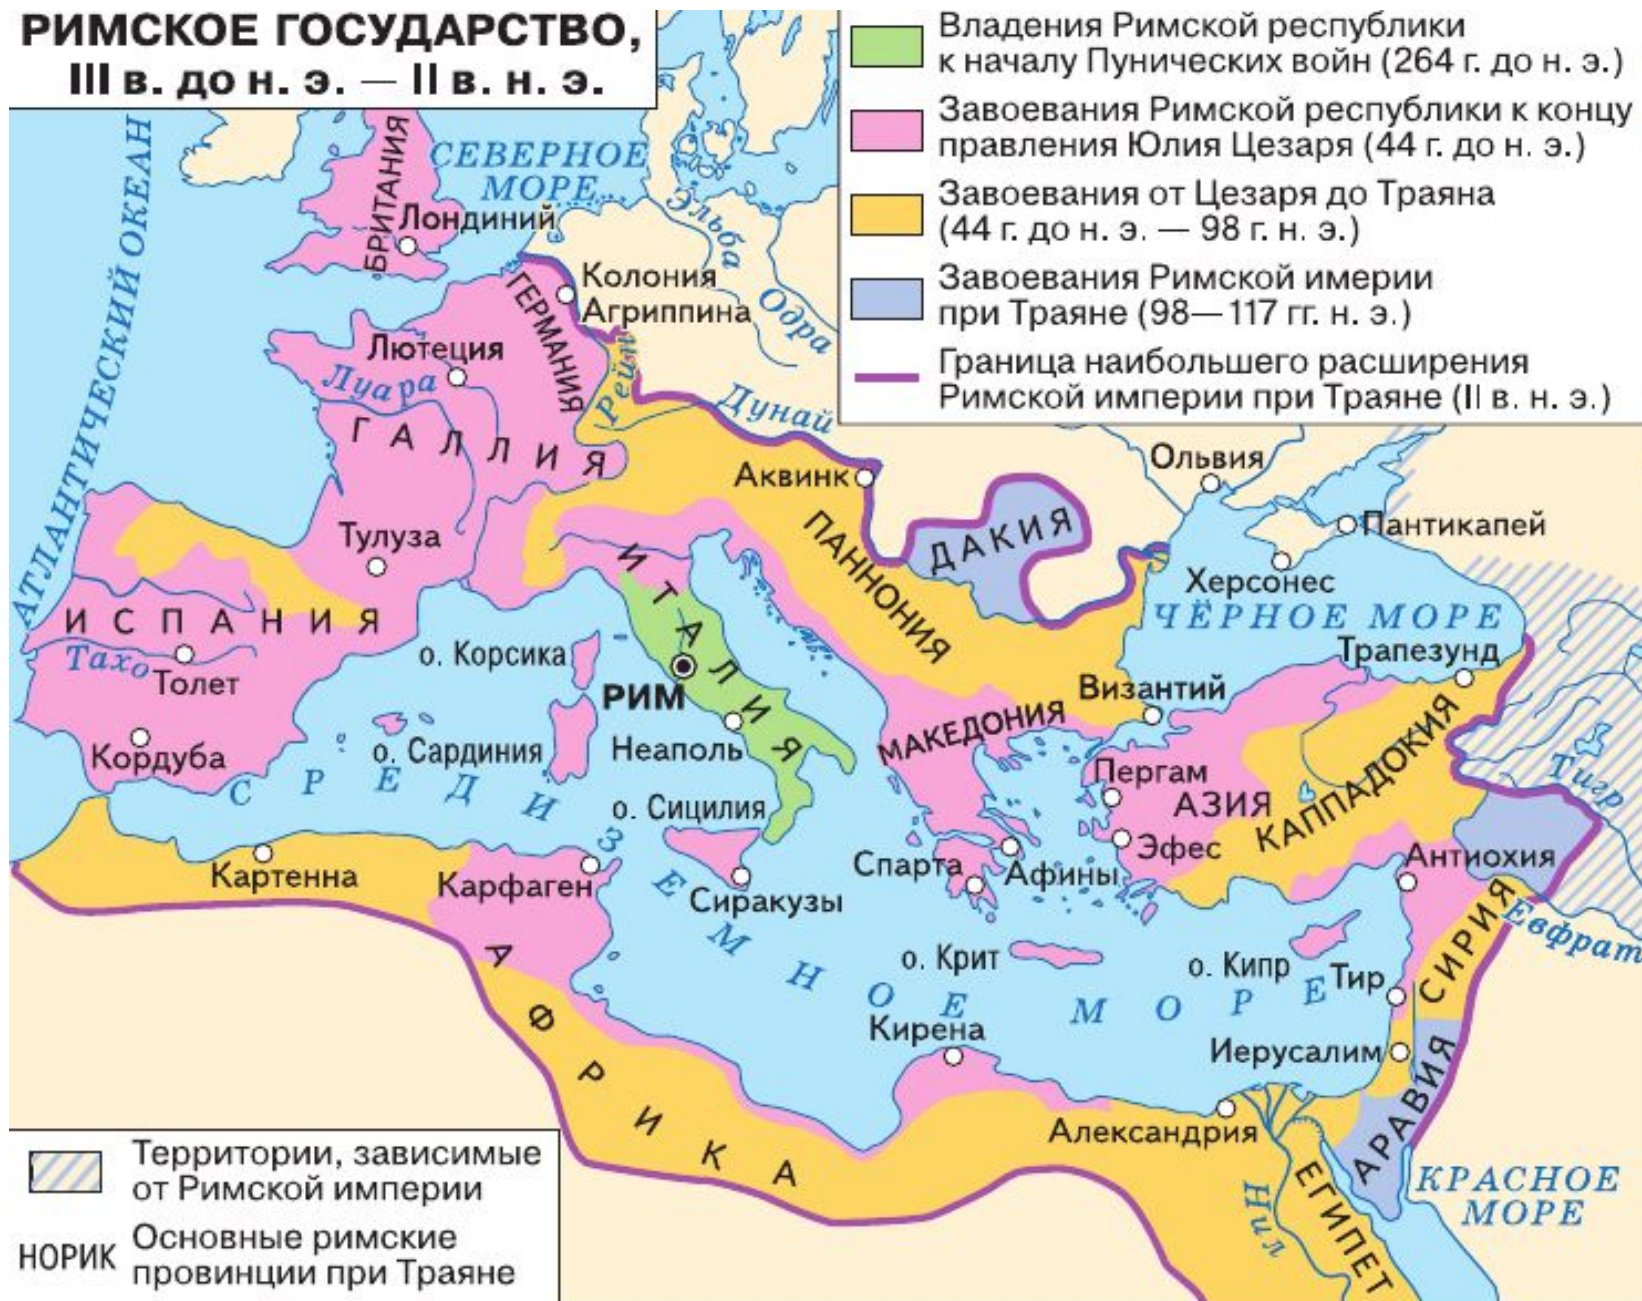 РИМСКОЕ ГОСУДАРСТВО,
III в. до н. э. — II в. н. э.
Владения Римской республики
к началу Пунических войн (264 г. до н. э.)
Завоевания Римской республики к концу
правления Юлия Цезаря (44 г. до н. э.)
Завоевания от Цезаря до Траяна
(44 г. до н. э. — 98 г. н. э.)
Завоевания Римской имерии
при Траяне (98—117 гг. н. э.)
Граница наибольшего расширения
Римской империи при Траяне (II в. н. э.)
АТЛАНТИЧЕСКИЙ ОКЕАН
БРИТАНИЯ
СЕВЕРНОЕ
МОРЕ
Лондиний
Эльба
Одра
Колония
Агриппина
ГЕРМАНИЯ
Лютеция
Луара
Рейн
Дунай
ГАЛЛИЯ
Аквинк
Ольвия
Тулуза
ПАННОНИЯ
ДАКИЯ
Пантикапей
Херсонес
ИТАЛИЯ
ИСПАНИЯ
ЧЁРНОЕ МОРЕ
Тахо
Толет
о. Корсика
РИМ
Трапезунд
Византий
МАКЕДОНИЯ
Кордуба
о. Сардиния
Неаполь
Пергам
АЗИЯ
КАППАДОКИЯ
Тигр
СРЕДИЗЕМНОЕ МОРЕ
о. Сицилия
Эфес
Антиохия
Картенна
Карфаген
Сиракузы
Спарта
Афины
Евфрат
СИРИЯ
о. Крит
о. Кипр
Тир
АФРИКА
Кирена
Иерусалим
АРАВИЯ
Александрия
Нил
ЕГИПЕТ
КРАСНОЕ
МОРЕ
Территории, зависимые
от Римской империи
НОРИК
Основные римские
провинции при Траяне